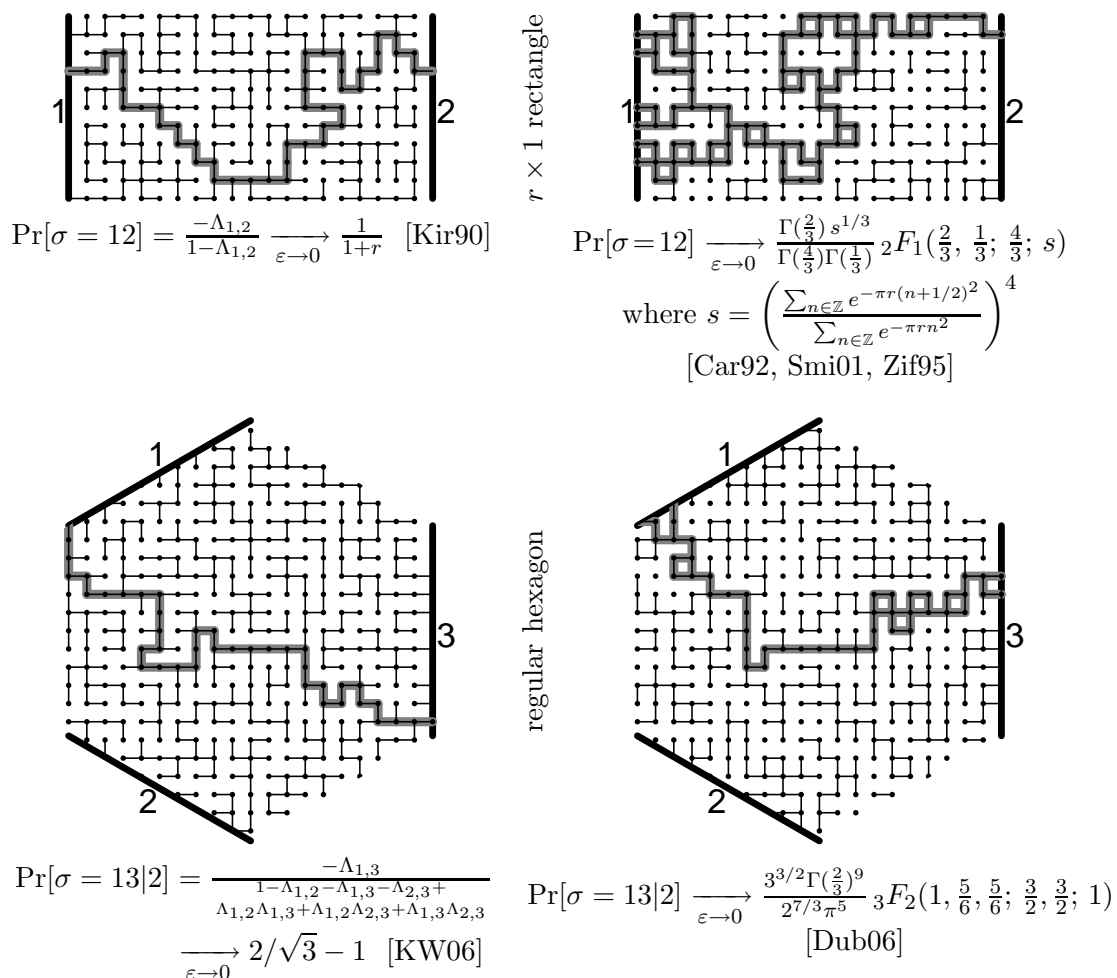 1
2
r × 1 rectangle
1
2
Pr[σ = 12] = −Λ1,2 / 1−Λ1,2 →ε→0 1/1+r [Kir90]
Pr[σ=12] →ε→0 Γ(2/3) s^{1/3} / Γ(4/3)Γ(1/3) 2F1(2/3, 1/3; 4/3; s)
where s = ( ∑n∈ℤ e^{−πr(n+1/2)^2} / ∑n∈ℤ e^{−πrn^2} )^4
[Car92, Smi01, Zif95]
1
2
3
regular hexagon
1
2
3
Pr[σ = 13|2] = −Λ1,3 / 1−Λ1,2−Λ1,3−Λ2,3+
Λ1,2Λ1,3+Λ1,2Λ2,3+Λ1,3Λ2,3
→ε→0 2/√3 − 1 [KW06]
Pr[σ = 13|2] →ε→0 3^{3/2}Γ(2/3)^9 / 2^{7/3}π^5 3F2(1, 5/6, 5/6; 3/2, 3/2; 1)
[Dub06]